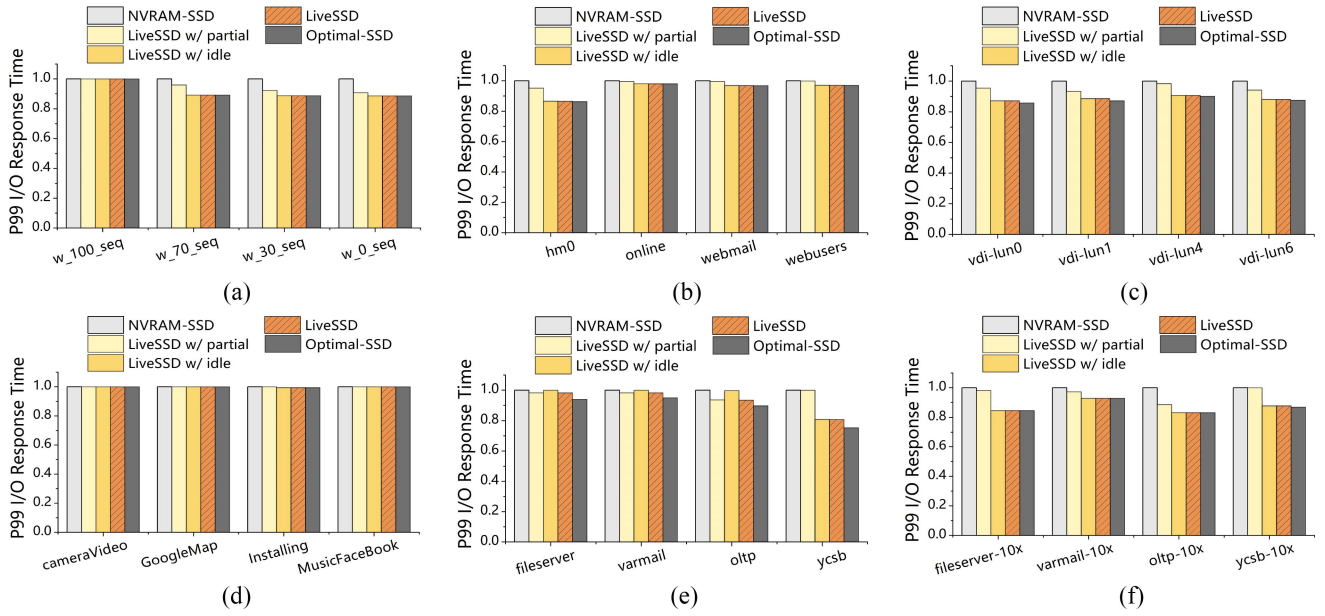 NVRAM-SSD
LiveSSD w/ partial
LiveSSD w/ idle
LiveSSD
Optimal-SSD
P99 I/O Response Time
1.0
0.8
0.6
0.4
0.2
0.0
w_100_seq
w_70_seq
w_30_seq
w_0_seq
(a)
NVRAM-SSD
LiveSSD w/ partial
LiveSSD w/ idle
LiveSSD
Optimal-SSD
P99 I/O Response Time
1.0
0.8
0.6
0.4
0.2
0.0
hm0
online
webmail
webusers
(b)
NVRAM-SSD
LiveSSD w/ partial
LiveSSD w/ idle
LiveSSD
Optimal-SSD
P99 I/O Response Time
1.0
0.8
0.6
0.4
0.2
0.0
vdi-lun0
vdi-lun1
vdi-lun4
vdi-lun6
(c)
NVRAM-SSD
LiveSSD w/ partial
LiveSSD w/ idle
LiveSSD
Optimal-SSD
P99 I/O Response Time
1.0
0.8
0.6
0.4
0.2
0.0
cameraVideo
GoogleMap
Installing
MusicFaceBook
(d)
NVRAM-SSD
LiveSSD w/ partial
LiveSSD w/ idle
LiveSSD
Optimal-SSD
P99 I/O Response Time
1.0
0.8
0.6
0.4
0.2
0.0
fileserver
varmail
oltp
ycsb
(e)
NVRAM-SSD
LiveSSD w/ partial
LiveSSD w/ idle
LiveSSD
Optimal-SSD
P99 I/O Response Time
1.0
0.8
0.6
0.4
0.2
0.0
fileserver-10x
varmail-10x
oltp-10x
ycsb-10x
(f)